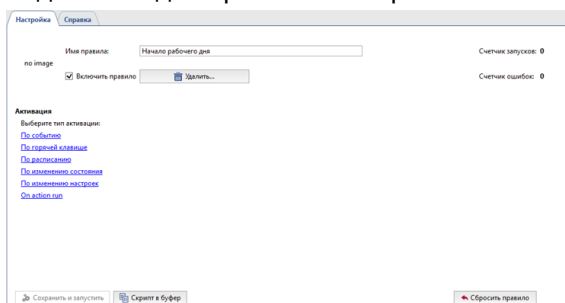 Настройка Справка
Имя правила: Начало рабочего дня Счетчик запусков: 0
no image
Включить правило Удалить... Счетчик ошибок: 0
Активация
Выберите тип активации:
По событию
По горячей клавише
По расписанию
По изменению состояния
По изменению настроек
On action run
Сохранить и запустить Скрипт в буфер Сбросить правило